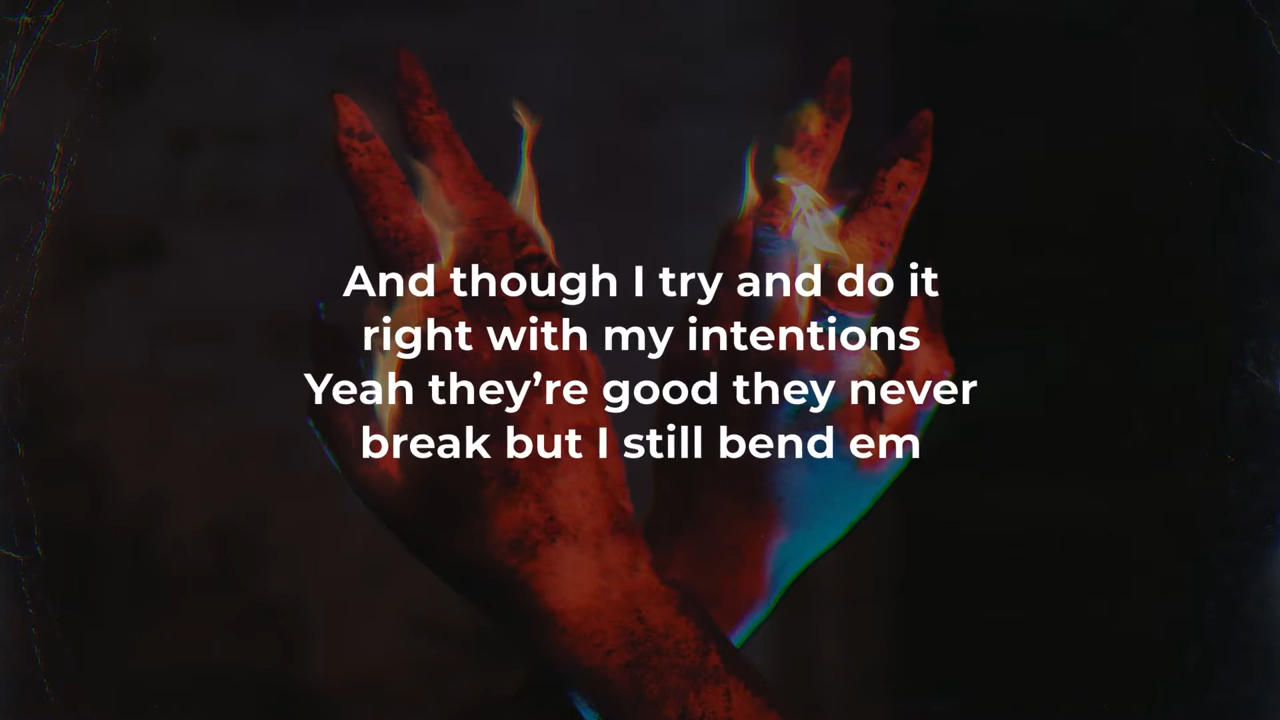 And though I try and do it
right with my intentions
Yeah they’re good they never
break but I still bend em